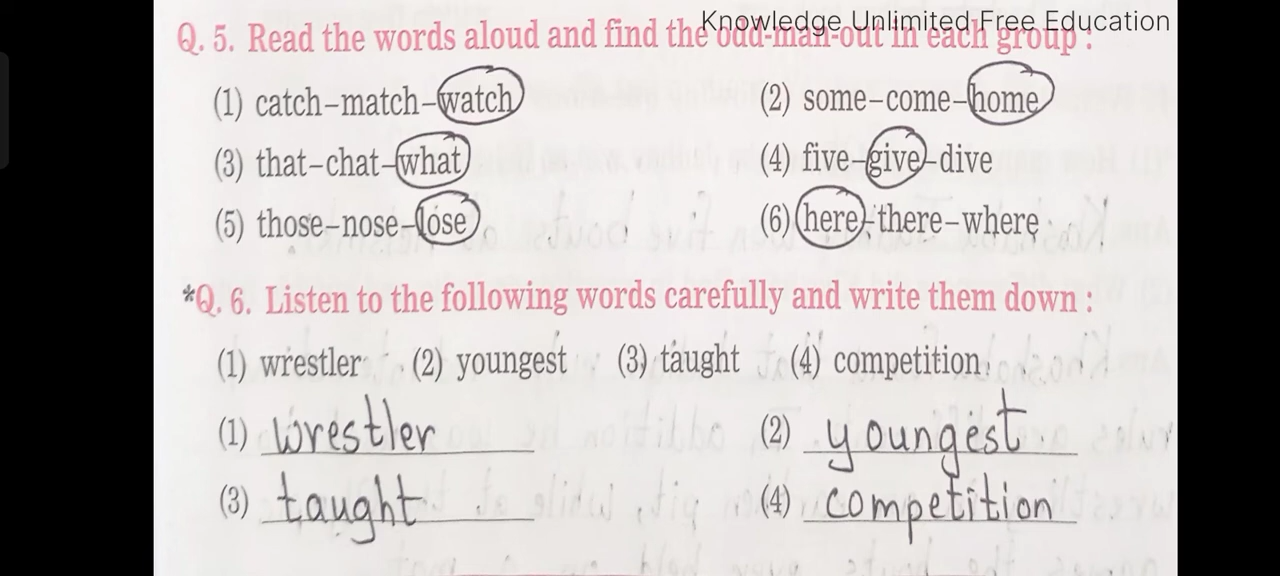 Knowledge Unlimited Free Education
Q. 5. Read the words aloud and find the odd-man-out in each group :
(1) catch–match–watch (2) some–come–home
(3) that–chat–what (4) five–give–dive
(5) those–nose–lose (6) here–there–where
*Q. 6. Listen to the following words carefully and write them down :
(1) wrestler (2) youngest (3) taught (4) competition
(1) wrestler (2) youngest
(3) taught (4) competition